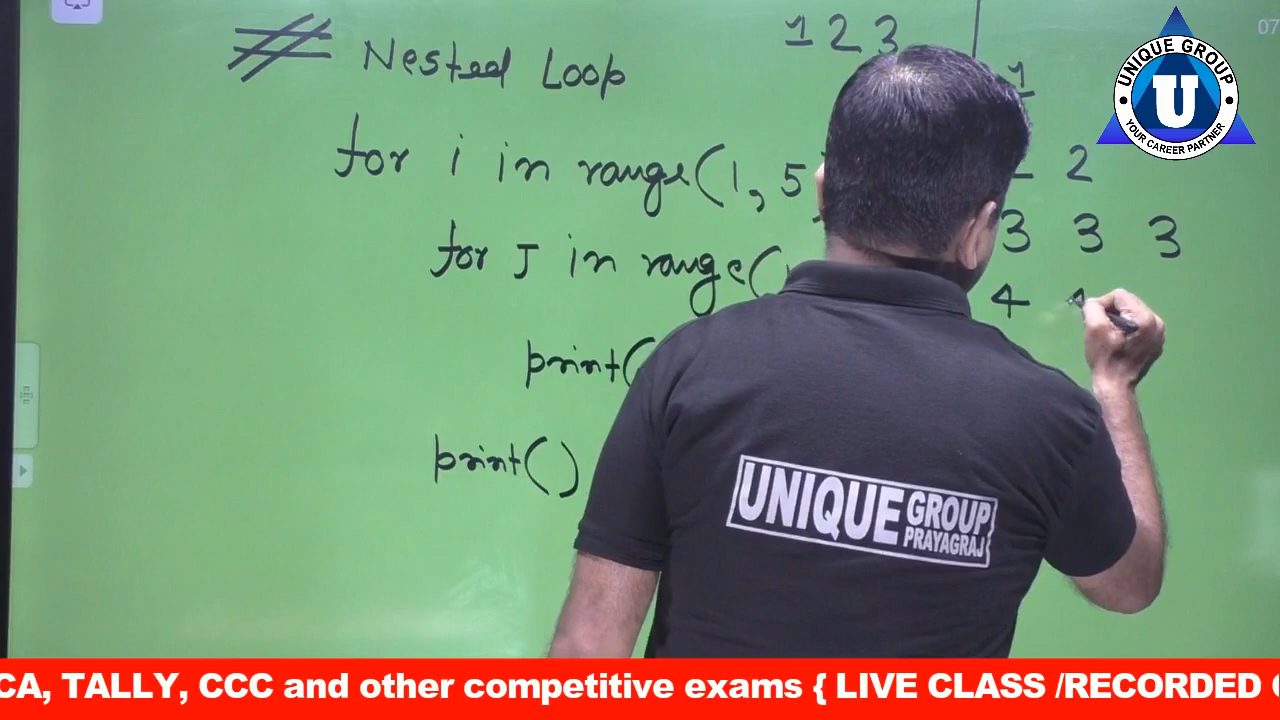 Nested Loop
1 2 3
for i in range(1, 5
for J in range(
print(
print()
1
2
3 3 3
4
07
UNIQUE GROUP
U
YOUR CAREER PARTNER
UNIQUE GROUP
PRAYAGRAJ
CA, TALLY, CCC and other competitive exams { LIVE CLASS /RECORDED